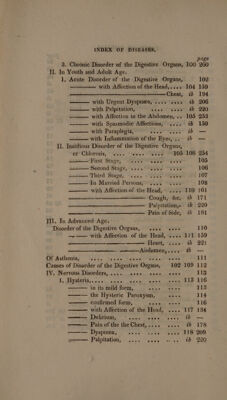 INDEX OF DISEASES.
page
3. Chronic Disorder of the Digestive Organs, 100 260
II. In Youth and Adult Age.
I. Acute Disorder of the Digestive Organs, 102
——— with Affection of the Head, .... 104 159
——— Chest, ib 194
——— with Urgent Dyspnœa, .... .... ib 206
——— with Palpitation, .... .... ib 220
——— with Affection in the Abdomen, .. 105 252
——— with Spasmodic Affections, .... ib 150
——— with Paraplegia, .... .... ib —
——— with Inflammation of the Eyes, .. ib —
II. Insidious Disorder of the Digestive Organs,
or Chlorosis, .... .... .... 105 108 254
——— First Stage, .... .... .... 105
——— Second Stage, .... .... .... 106
——— Third Stage, .... .... .... 107
——— In Married Persons, .... .... 108
——— with Affection of the Head, .... 110 161
——— Cough, &c. ib 171
——— Palpitation, ib 220
——— Pain of Side, ib 191
III. In Advanced Age.
Disorder of the Digestive Organs, .... .... 110
——— with Affection of the Head, .... 111 159
——— Heart, .... ib 221
——— Abdomen, .... ib —
Of Asthenia, .... .... .... .... .... 111
Causes of Disorder of the Digestive Organs, 102 109 112
IV. Nervous Disorders, .... .... .... .... 113
I. Hysteria, .... .... .... .... .... 113 116
——— in its mild form, .... .... 113
——— the Hysteric Paroxysm, .... 114
——— confirmed form, .... .... 116
——— with Affection of the Head, .... 117 134
——— Delirium, .... .... .... ib —
——— Pain of the the Chest, .... .... ib 178
——— Dyspnœa, .... .... .... 118 209
——— Palpitation, .... .... .... ib 220